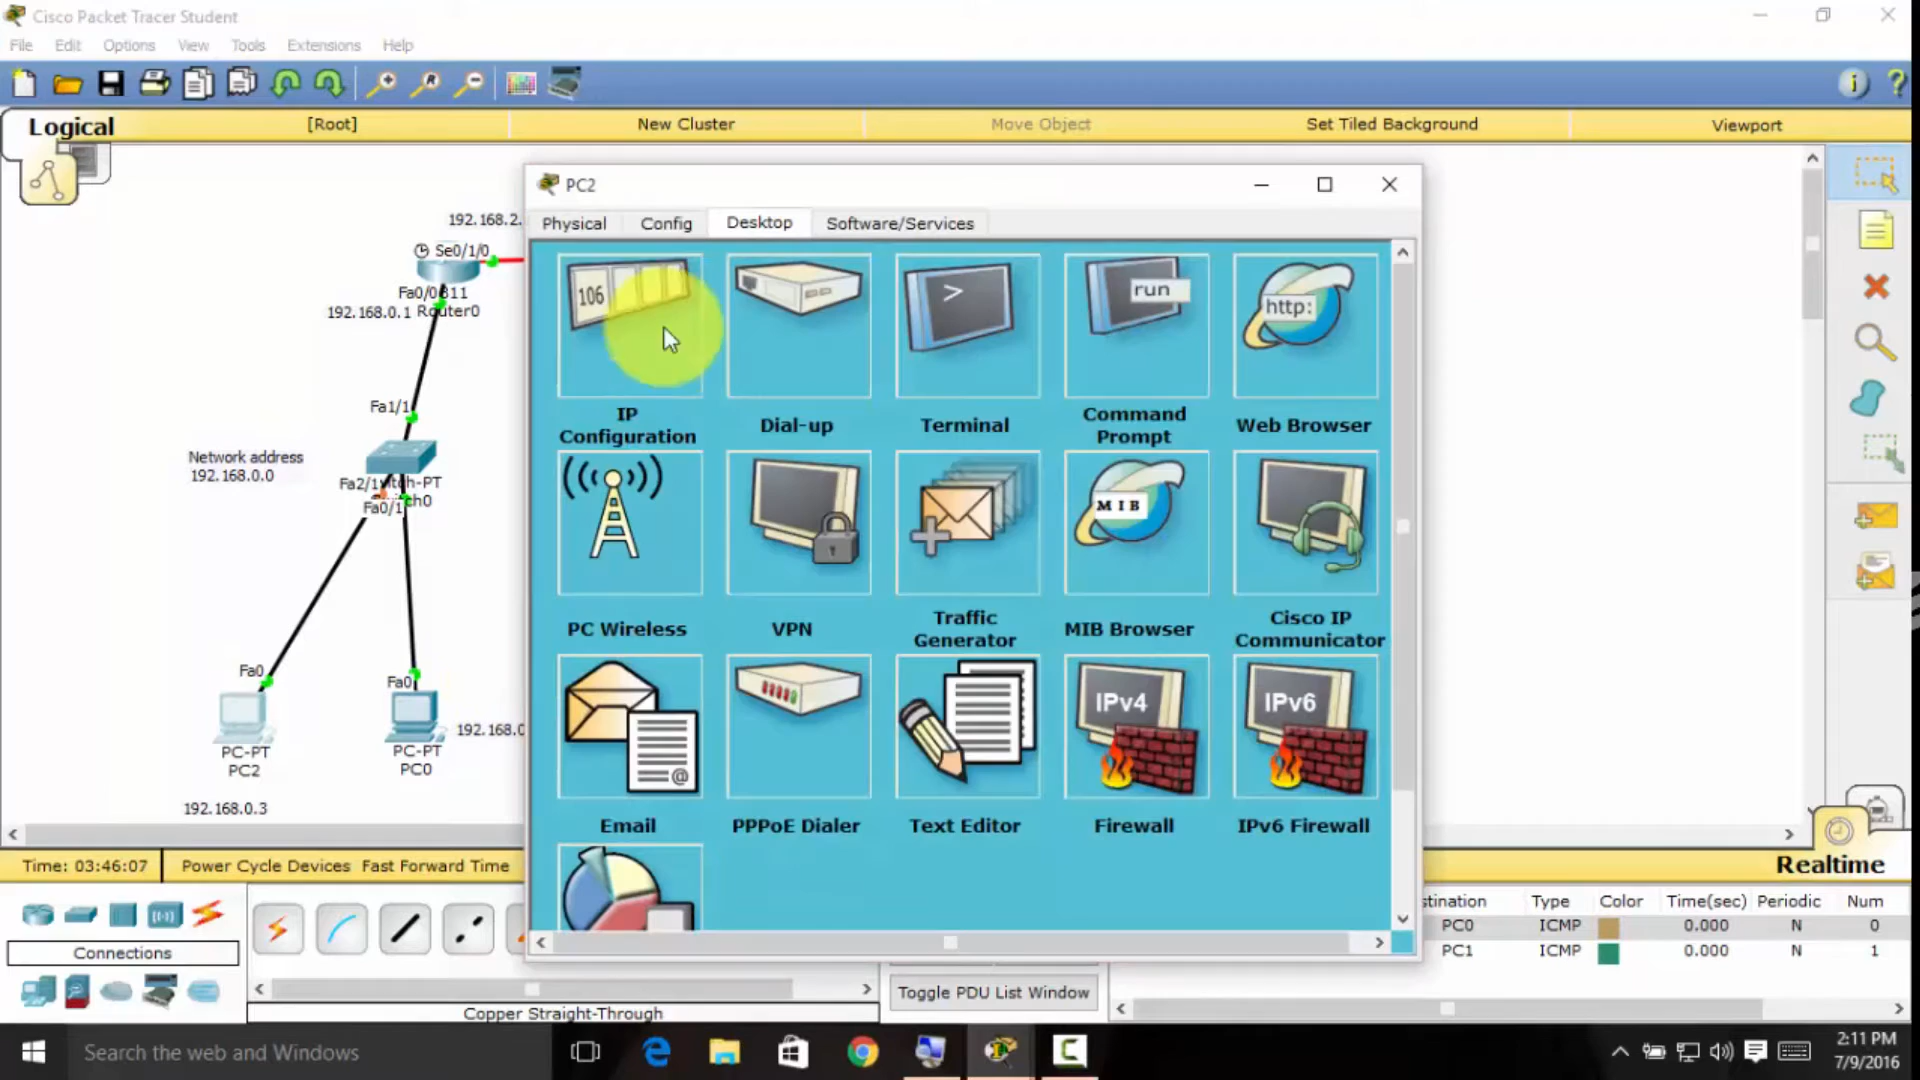 Cisco Packet Tracer Student
File Edit Options View Tools Extensions Help
Logical
[Root]
New Cluster
Move Object
Set Tiled Background
Viewport
192.168.2.
Se0/1/0
Fa0/0
811
192.168.0.1 Router0
Fa1/1
Network address
192.168.0.0
Fa2/1
itch-PT
Fa0/1
ch0
Fa0
Fa0
192.168.0
PC-PT
PC2
PC-PT
PC0
192.168.0.3
PC2
Physical Config Desktop Software/Services
106
>
run
http:
IP Configuration
Dial-up
Terminal
Command Prompt
Web Browser
MIB
PC Wireless
VPN
Traffic Generator
MIB Browser
Cisco IP Communicator
@
IPv4
IPv6
Email
PPPoE Dialer
Text Editor
Firewall
IPv6 Firewall
Time: 03:46:07
Power Cycle Devices Fast Forward Time
Realtime
Connections
Copper Straight-Through
Toggle PDU List Window
stination Type Color Time(sec) Periodic Num
PC0 ICMP 0.000 N 0
PC1 ICMP 0.000 N 1
Search the web and Windows
2:11 PM
7/9/2016